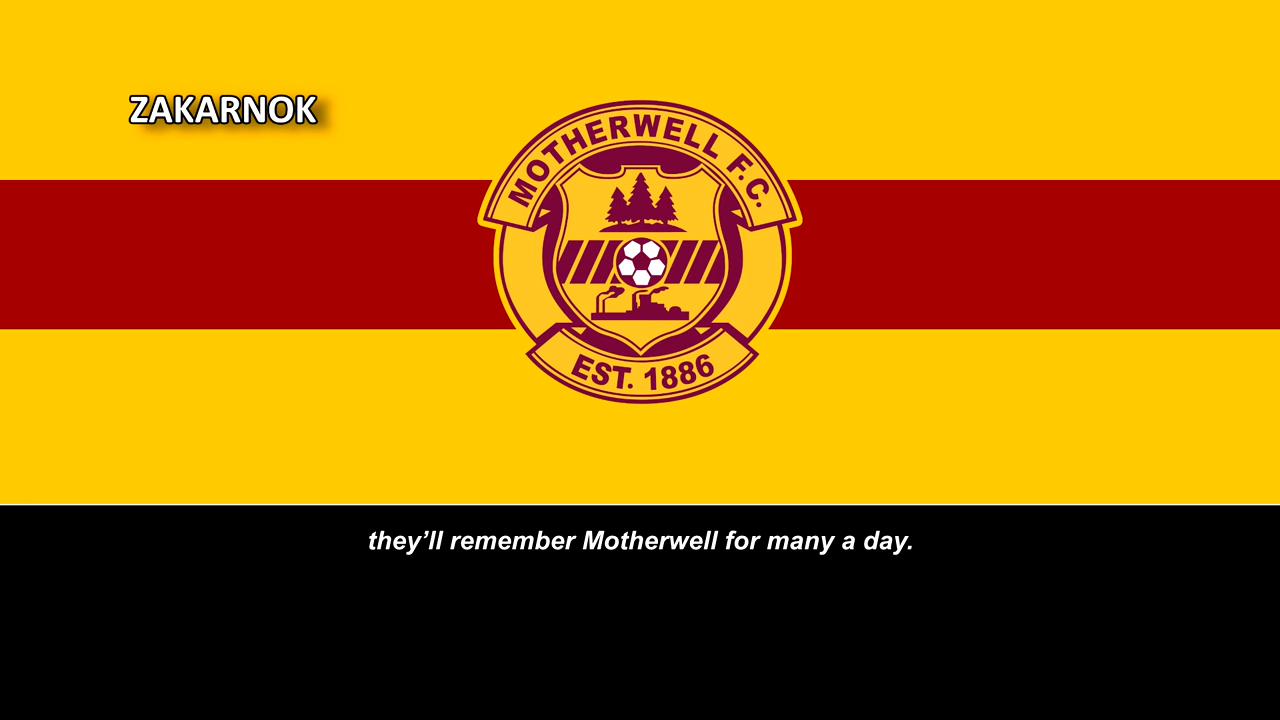 ZAKARNOK
MOTHERWELL F.C.
EST. 1886
they’ll remember Motherwell for many a day.